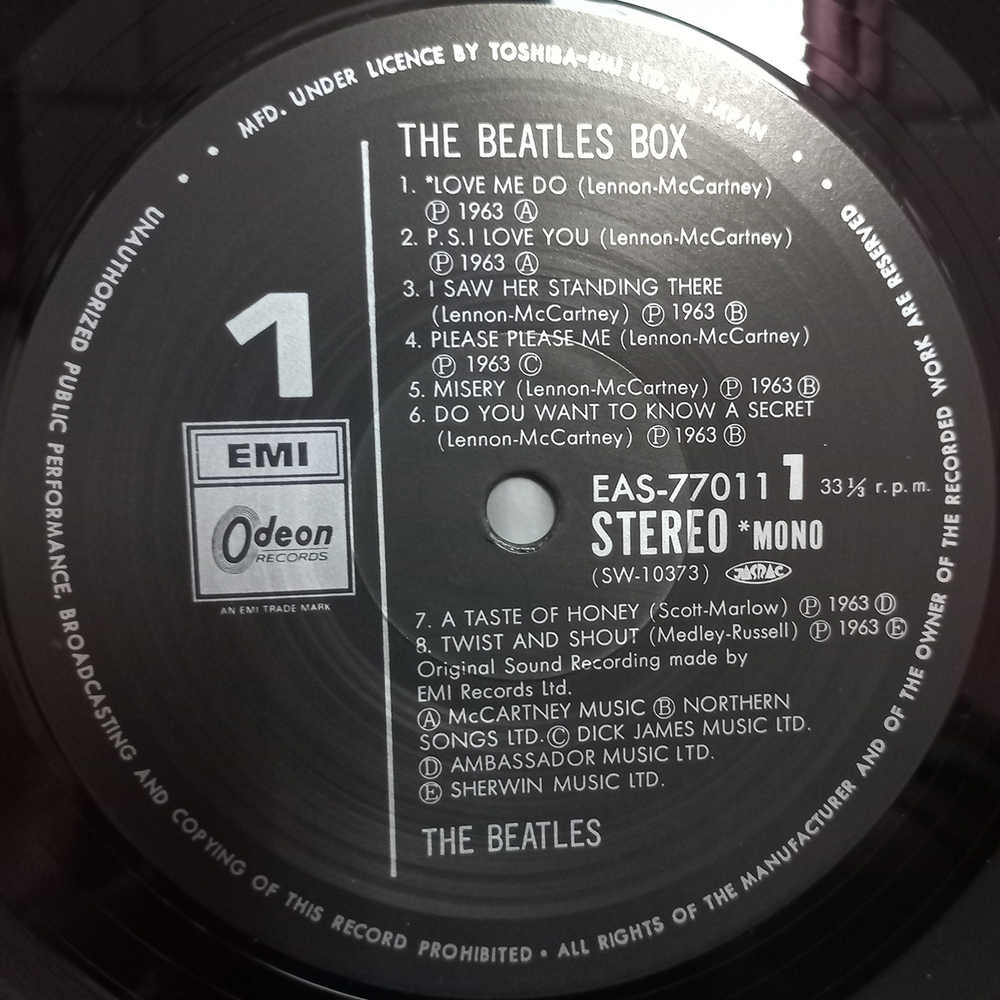 MFD. UNDER LICENCE BY TOSHIBA-EMI LTD. IN JAPAN
THE BEATLES BOX
1. *LOVE ME DO (Lennon-McCartney)
Ⓟ 1963 Ⓐ
2. P.S.I LOVE YOU (Lennon-McCartney)
Ⓟ 1963 Ⓐ
3. I SAW HER STANDING THERE
(Lennon-McCartney) Ⓟ 1963 Ⓑ
4. PLEASE PLEASE ME (Lennon-McCartney)
Ⓟ 1963 Ⓒ
5. MISERY (Lennon-McCartney) Ⓟ 1963 Ⓑ
6. DO YOU WANT TO KNOW A SECRET
(Lennon-McCartney) Ⓟ 1963 Ⓑ
1
EMI
Odeon
RECORDS
AN EMI TRADE MARK
EAS-77011 1 33⅓ r.p.m.
STEREO *MONO
(SW-10373) JASRAC
7. A TASTE OF HONEY (Scott-Marlow) Ⓟ 1963 Ⓓ
8. TWIST AND SHOUT (Medley-Russell) Ⓟ 1963 Ⓔ
Original Sound Recording made by
EMI Records Ltd.
Ⓐ McCARTNEY MUSIC Ⓑ NORTHERN
SONGS LTD. Ⓒ DICK JAMES MUSIC LTD.
Ⓓ AMBASSADOR MUSIC LTD.
Ⓔ SHERWIN MUSIC LTD.
THE BEATLES
UNAUTHORIZED PUBLIC PERFORMANCE, BROADCASTING AND COPYING OF THIS RECORD PROHIBITED • ALL RIGHTS OF THE MANUFACTURER AND OF THE OWNER OF THE RECORDED WORK ARE RESERVED